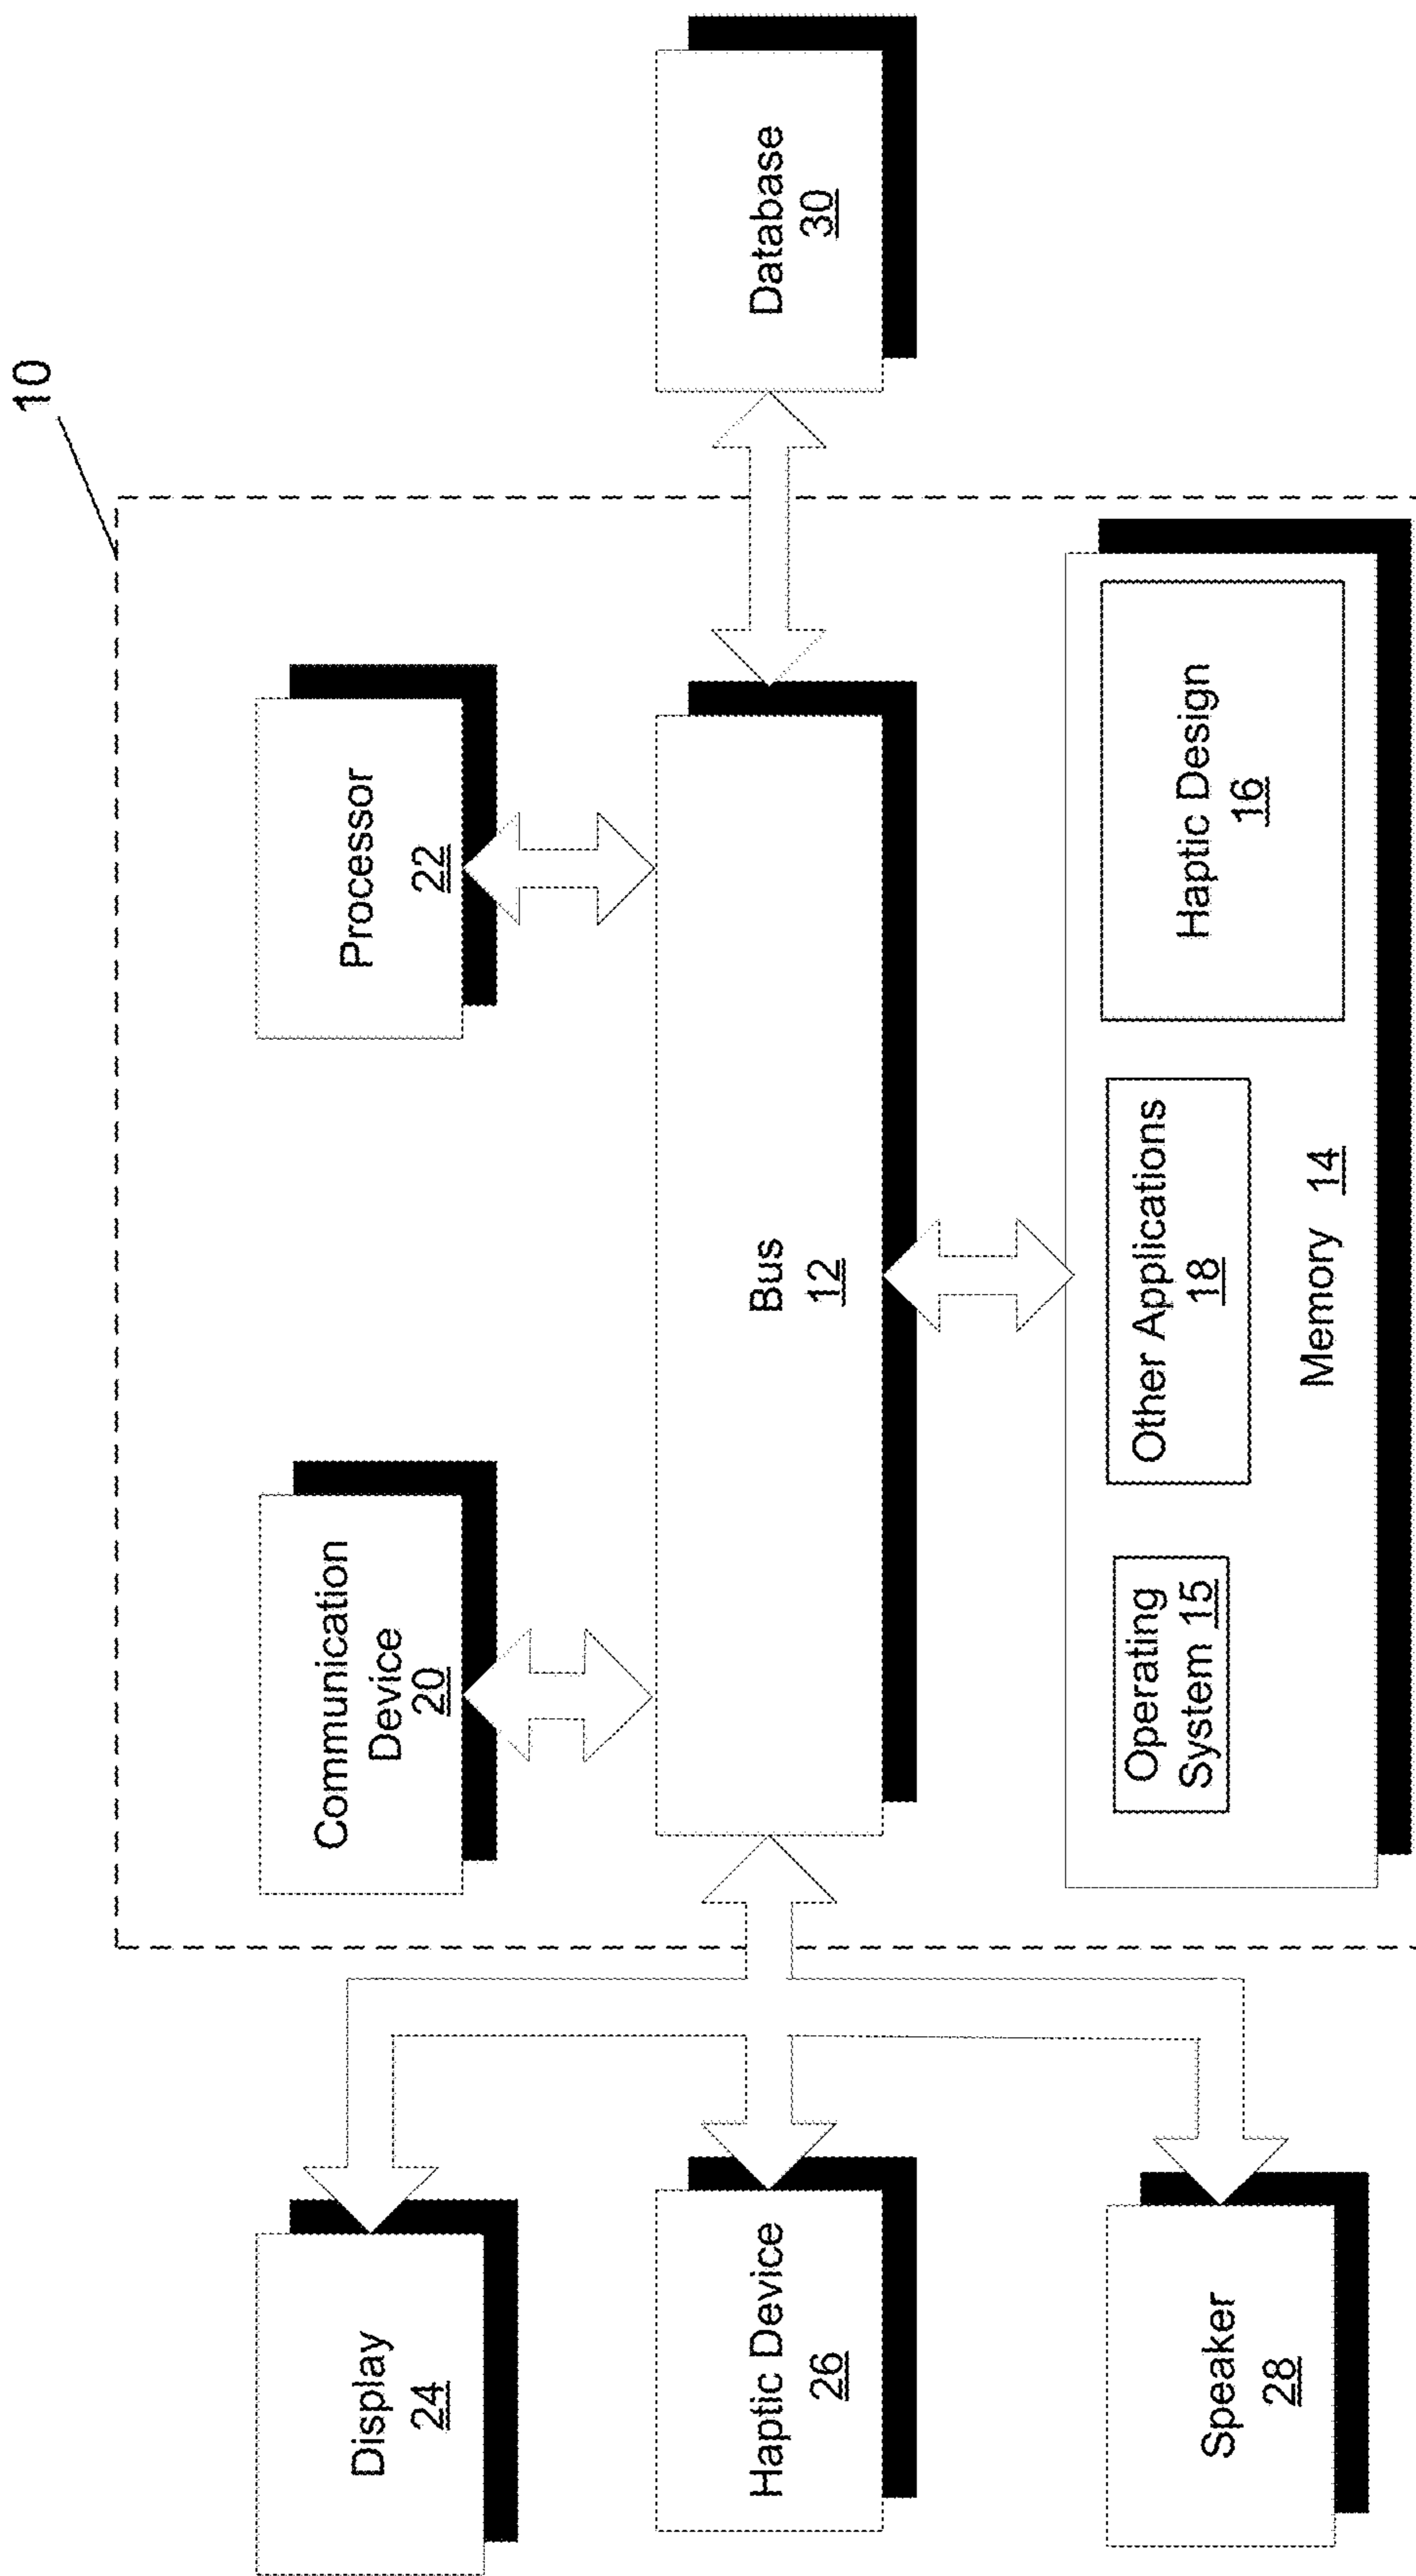 10
Communication
Device
20
Processor
22
Display
24
Haptic Device
26
Bus
12
Database
30
Speaker
28
Operating
System 15
Other Applications
18
Haptic Design
16
Memory 14